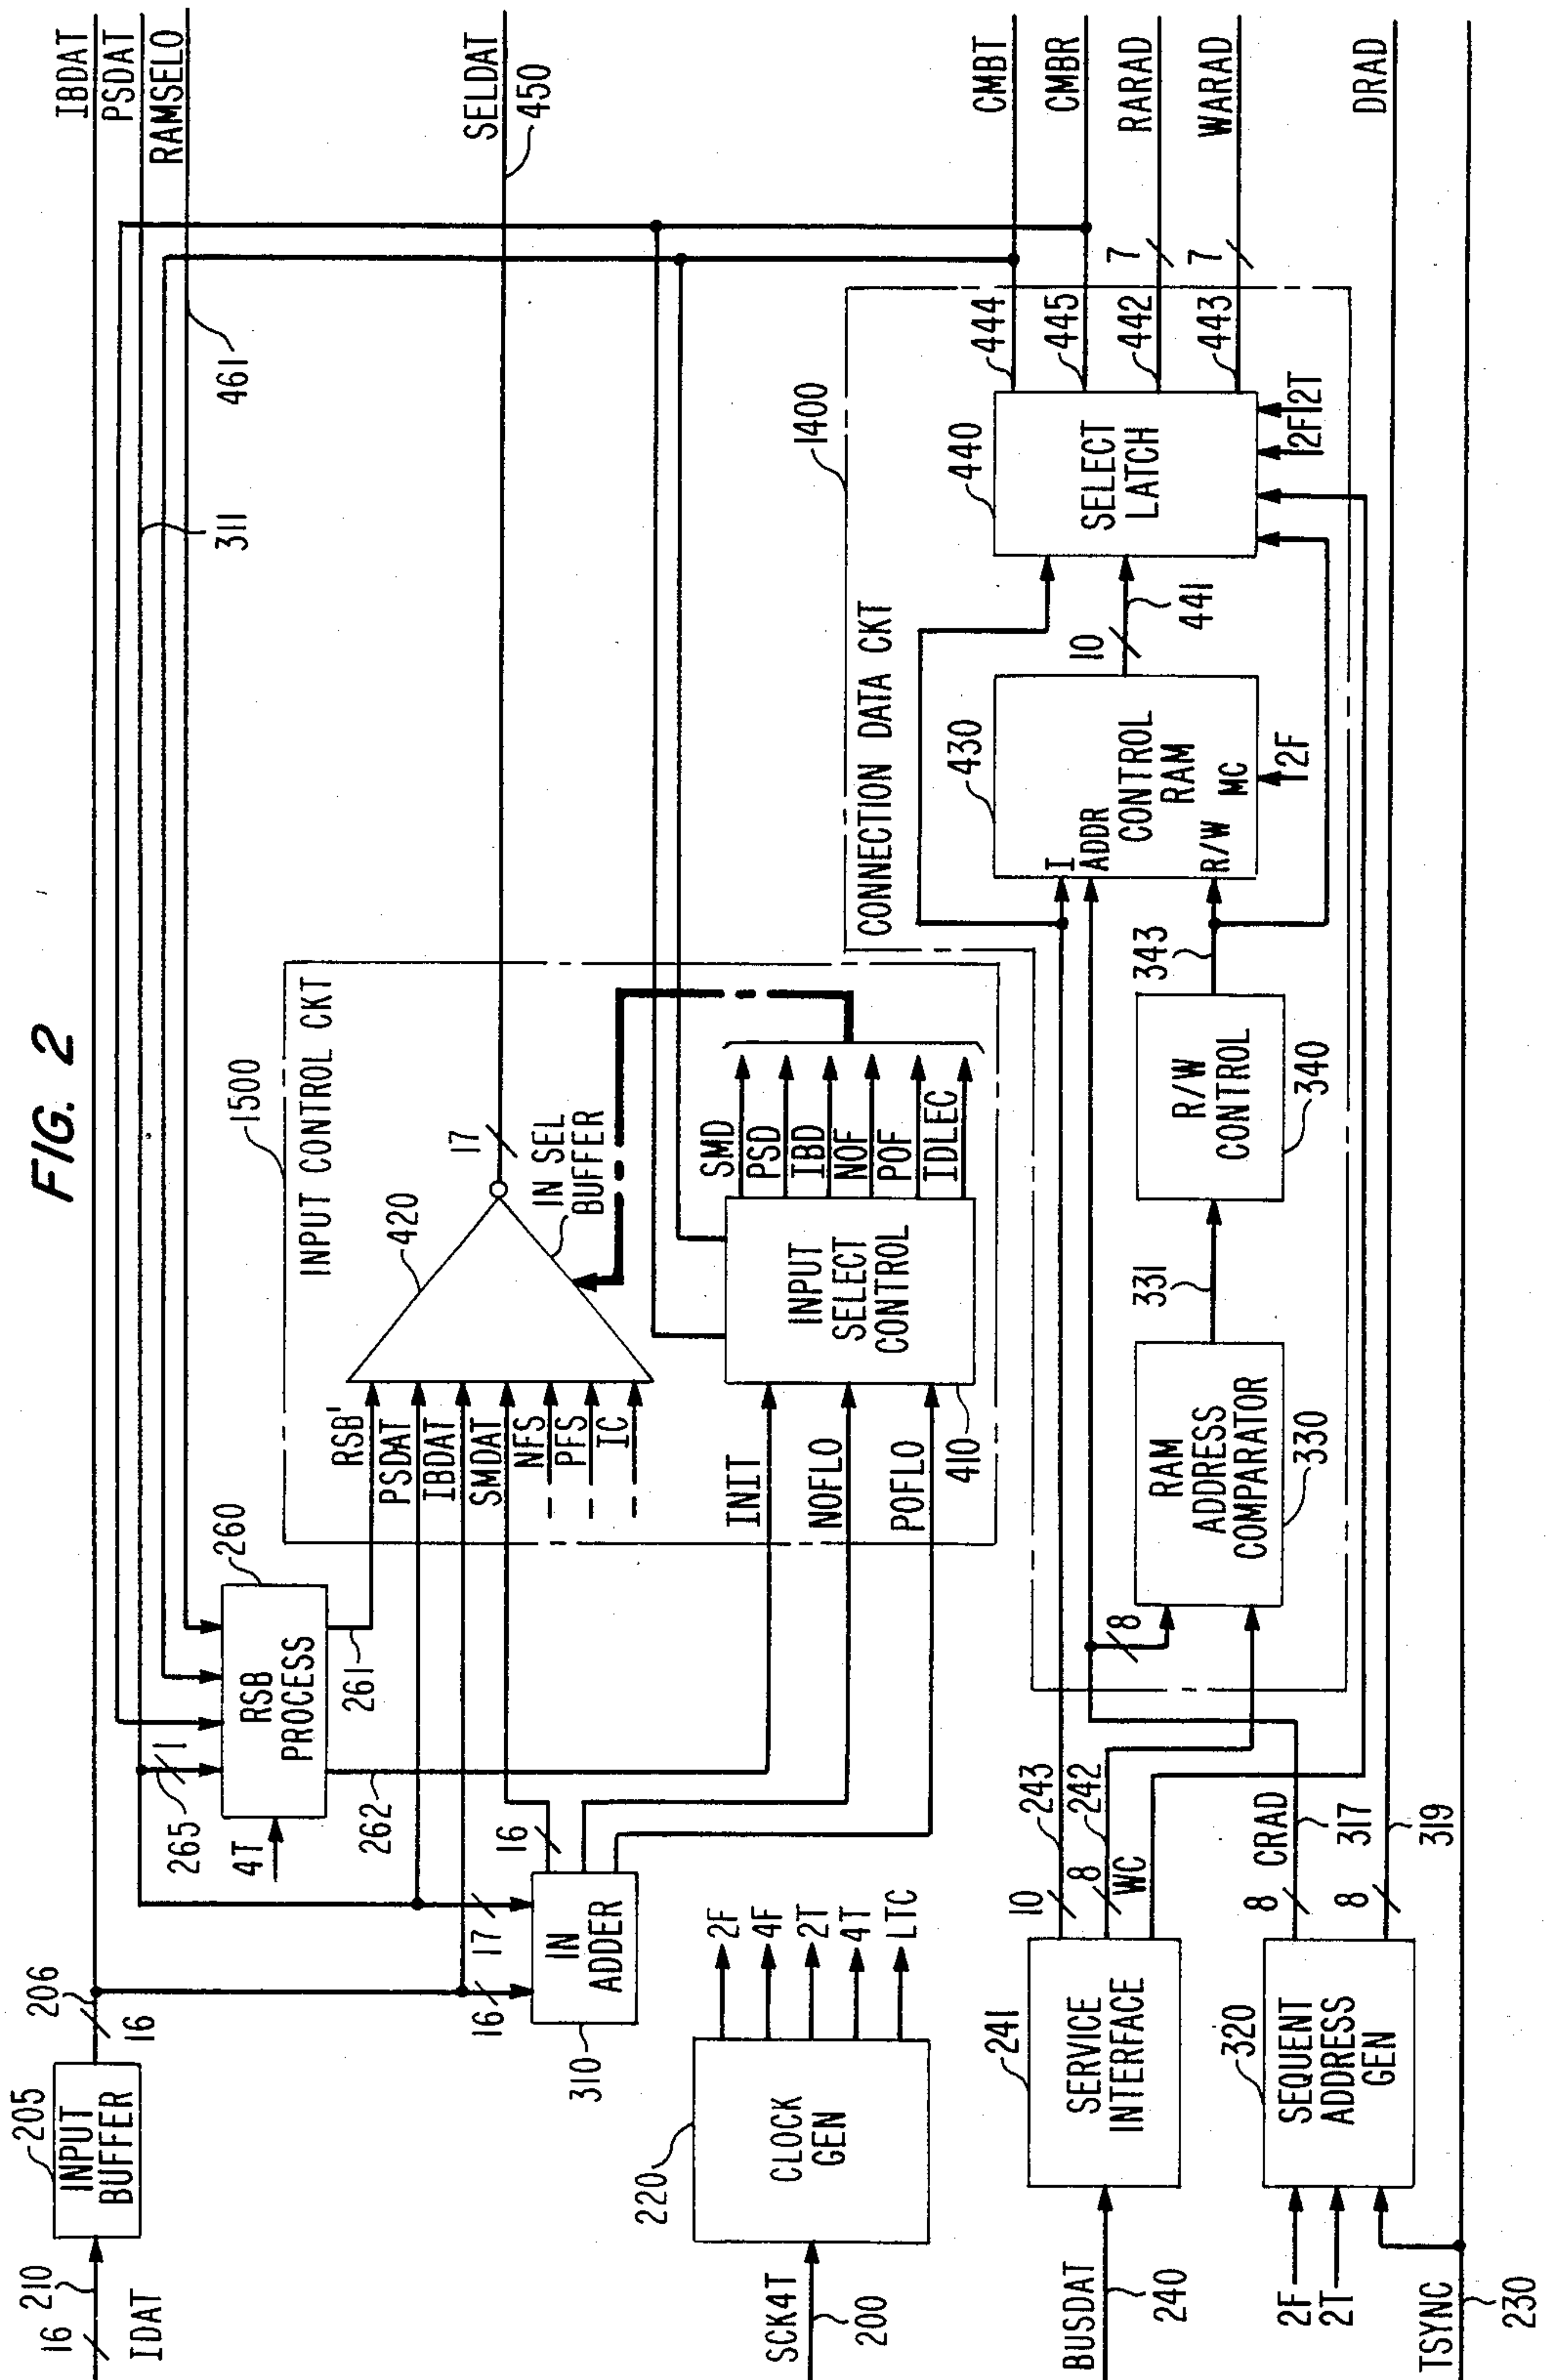 FIG. 2
IBDAT
PSDAT
RAMSELO
461
311
SELDAT
450
16
210
IDAT
205
INPUT
BUFFER
206
16
265
1
4T
260
RSB
PROCESS
261
262
16
17
IN
ADDER
310
16
1500
INPUT CONTROL CKT
RSB'
PSDAT
IBDAT
SMDAT
NFS
PFS
IC
420
17
IN SEL
BUFFER
INIT
NOFLO
POFLO
410
INPUT
SELECT
CONTROL
SMD
PSD
IBD
NOF
POF
IDLEC
SCK4T
200
220
CLOCK
GEN
2F
4F
2T
4T
LTC
1400
CONNECTION DATA CKT
BUSDAT
240
241
SERVICE
INTERFACE
10
243
8
242
WC
2F
2T
TSYNC
230
320
SEQUENT
ADDRESS
GEN
8
CRAD
317
8
319
8
RAM
ADDRESS
COMPARATOR
330
331
R/W
CONTROL
340
343
430
I
ADDR
CONTROL
RAM
R/W
MC
2F
10
441
440
SELECT
LATCH
2F
2T
444
445
442
443
7
7
CMBT
CMBR
RARAD
WARAD
DRAD